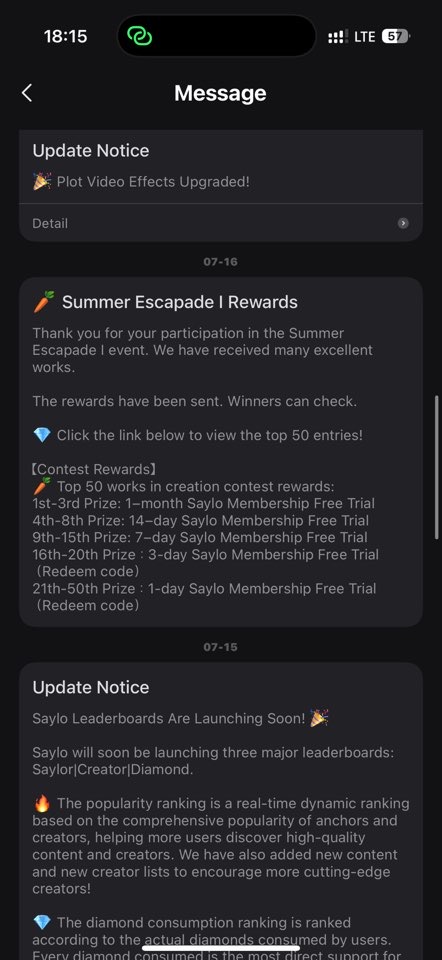 18:15
LTE 57
Message
Update Notice
🎉 Plot Video Effects Upgraded!
Detail
07-16
🥕 Summer Escapade I Rewards
Thank you for your participation in the Summer
Escapade I event. We have received many excellent
works.
The rewards have been sent. Winners can check.
💎 Click the link below to view the top 50 entries!
【Contest Rewards】
🥕 Top 50 works in creation contest rewards:
1st-3rd Prize: 1–month Saylo Membership Free Trial
4th-8th Prize: 14–day Saylo Membership Free Trial
9th-15th Prize: 7–day Saylo Membership Free Trial
16th-20th Prize：3-day Saylo Membership Free Trial
（Redeem code）
21th-50th Prize：1-day Saylo Membership Free Trial
（Redeem code）
07-15
Update Notice
Saylo Leaderboards Are Launching Soon! 🎉
Saylo will soon be launching three major leaderboards:
Saylor|Creator|Diamond.
🔥 The popularity ranking is a real-time dynamic ranking
based on the comprehensive popularity of anchors and
creators, helping more users discover high-quality
content and creators. We have also added new content
and new creator lists to encourage more cutting-edge
creators!
💎 The diamond consumption ranking is ranked
according to the actual diamonds consumed by users.
Every diamond consumed is the most direct support for